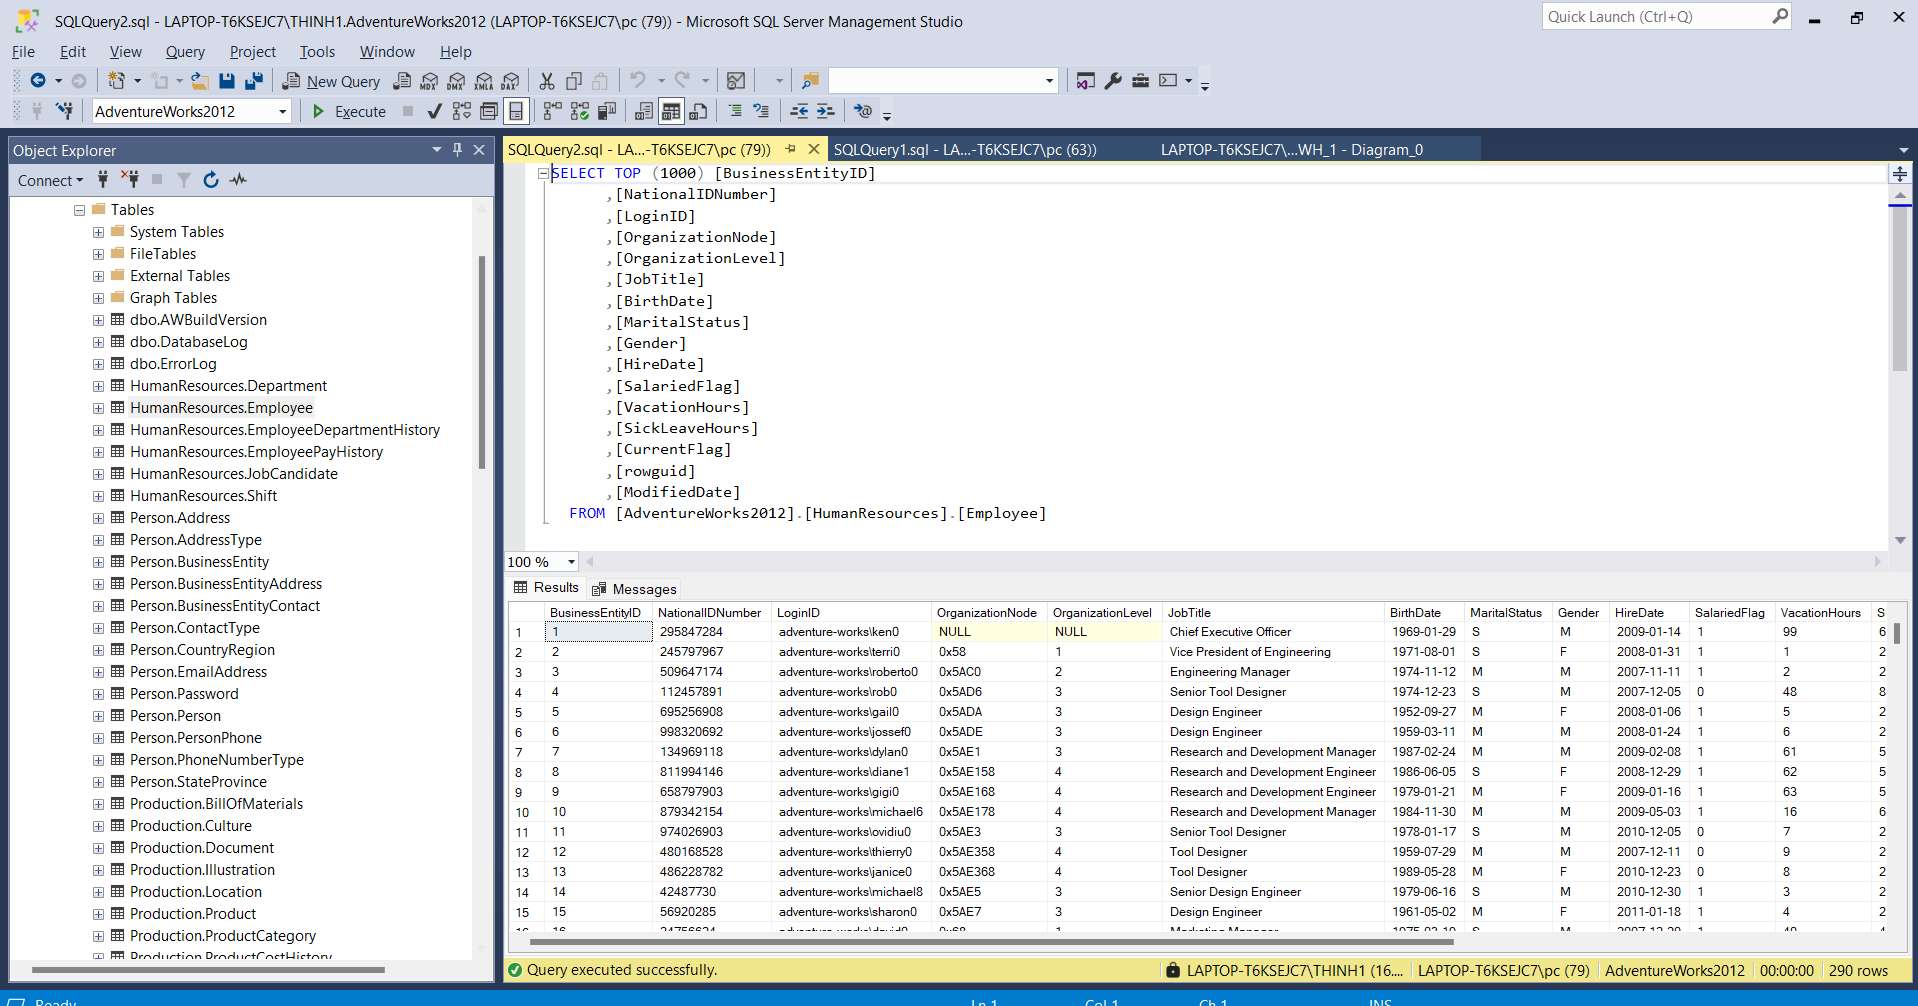 SQLQuery2.sql - LAPTOP-T6KSEJC7\THINH1.AdventureWorks2012 (LAPTOP-T6KSEJC7\pc (79)) - Microsoft SQL Server Management Studio
Quick Launch (Ctrl+Q)
File Edit View Query Project Tools Window Help
New Query MDX DMX XMLA DAX
AdventureWorks2012 Execute
Object Explorer
Connect
Tables
System Tables
FileTables
External Tables
Graph Tables
dbo.AWBuildVersion
dbo.DatabaseLog
dbo.ErrorLog
HumanResources.Department
HumanResources.Employee
HumanResources.EmployeeDepartmentHistory
HumanResources.EmployeePayHistory
HumanResources.JobCandidate
HumanResources.Shift
Person.Address
Person.AddressType
Person.BusinessEntity
Person.BusinessEntityAddress
Person.BusinessEntityContact
Person.ContactType
Person.CountryRegion
Person.EmailAddress
Person.Password
Person.Person
Person.PersonPhone
Person.PhoneNumberType
Person.StateProvince
Production.BillOfMaterials
Production.Culture
Production.Document
Production.Illustration
Production.Location
Production.Product
Production.ProductCategory
Production.ProductCostHistory
SQLQuery2.sql - LA...-T6KSEJC7\pc (79)) SQLQuery1.sql - LA...-T6KSEJC7\pc (63)) LAPTOP-T6KSEJC7\...WH_1 - Diagram_0
SELECT TOP (1000) [BusinessEntityID]
,[NationalIDNumber]
,[LoginID]
,[OrganizationNode]
,[OrganizationLevel]
,[JobTitle]
,[BirthDate]
,[MaritalStatus]
,[Gender]
,[HireDate]
,[SalariedFlag]
,[VacationHours]
,[SickLeaveHours]
,[CurrentFlag]
,[rowguid]
,[ModifiedDate]
FROM [AdventureWorks2012].[HumanResources].[Employee]
100 %
Results Messages
BusinessEntityID NationalIDNumber LoginID OrganizationNode OrganizationLevel JobTitle BirthDate MaritalStatus Gender HireDate SalariedFlag VacationHours S
1 1 295847284 adventure-works\ken0 NULL NULL Chief Executive Officer 1969-01-29 S M 2009-01-14 1 99 6
2 2 245797967 adventure-works\terri0 0x58 1 Vice President of Engineering 1971-08-01 S F 2008-01-31 1 1 2
3 3 509647174 adventure-works\roberto0 0x5AC0 2 Engineering Manager 1974-11-12 M M 2007-11-11 1 2 2
4 4 112457891 adventure-works\rob0 0x5AD6 3 Senior Tool Designer 1974-12-23 S M 2007-12-05 0 48 8
5 5 695256908 adventure-works\gail0 0x5ADA 3 Design Engineer 1952-09-27 M F 2008-01-06 1 5 2
6 6 998320692 adventure-works\jossef0 0x5ADE 3 Design Engineer 1959-03-11 M M 2008-01-24 1 6 2
7 7 134969118 adventure-works\dylan0 0x5AE1 3 Research and Development Manager 1987-02-24 M M 2009-02-08 1 61 5
8 8 811994146 adventure-works\diane1 0x5AE158 4 Research and Development Engineer 1986-06-05 S F 2008-12-29 1 62 5
9 9 658797903 adventure-works\gigi0 0x5AE168 4 Research and Development Engineer 1979-01-21 M F 2009-01-16 1 63 5
10 10 879342154 adventure-works\michael6 0x5AE178 4 Research and Development Manager 1984-11-30 M M 2009-05-03 1 16 6
11 11 974026903 adventure-works\ovidiu0 0x5AE3 3 Senior Tool Designer 1978-01-17 S M 2010-12-05 0 7 2
12 12 480168528 adventure-works\thierry0 0x5AE358 4 Tool Designer 1959-07-29 M M 2007-12-11 0 9 2
13 13 486228782 adventure-works\janice0 0x5AE368 4 Tool Designer 1989-05-28 M F 2010-12-23 0 8 2
14 14 42487730 adventure-works\michael8 0x5AE5 3 Senior Design Engineer 1979-06-16 S M 2010-12-30 1 3 2
15 15 56920285 adventure-works\sharon0 0x5AE7 3 Design Engineer 1961-05-02 M F 2011-01-18 1 4 2
Query executed successfully. LAPTOP-T6KSEJC7\THINH1 (16.... LAPTOP-T6KSEJC7\pc (79) AdventureWorks2012 00:00:00 290 rows
Ready Ln 1 Col 1 Ch 1 INS